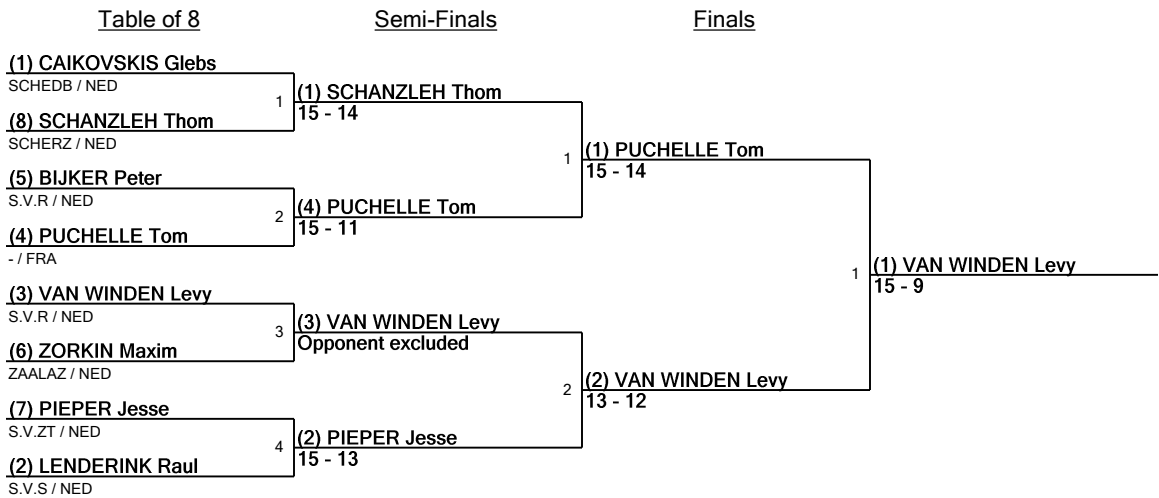 Table of 8
Semi-Finals
Finals
(1) CAIKOVSKIS Glebs
SCHEDB / NED
1
(8) SCHANZLEH Thom
SCHERZ / NED
(5) BIJKER Peter
S.V.R / NED
2
(4) PUCHELLE Tom
- / FRA
(3) VAN WINDEN Levy
S.V.R / NED
3
(6) ZORKIN Maxim
ZAALAZ / NED
(7) PIEPER Jesse
S.V.ZT / NED
4
(2) LENDERINK Raul
S.V.S / NED
(1) SCHANZLEH Thom
15 - 14
1
(4) PUCHELLE Tom
15 - 11
(3) VAN WINDEN Levy
Opponent excluded
2
(2) PIEPER Jesse
15 - 13
(1) PUCHELLE Tom
15 - 14
1
(2) VAN WINDEN Levy
13 - 12
(1) VAN WINDEN Levy
15 - 9